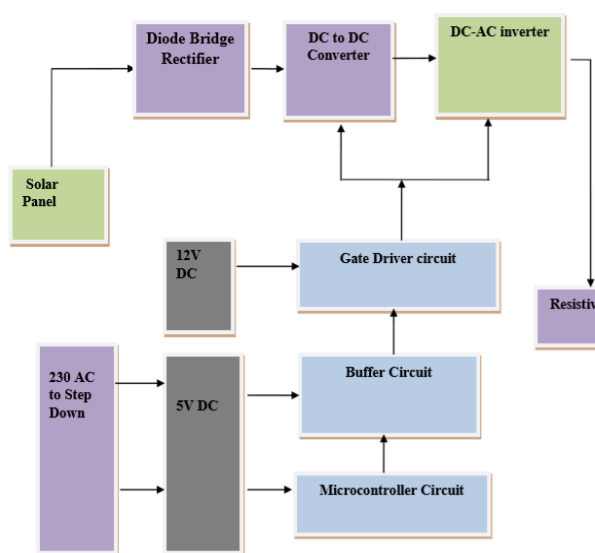 Diode Bridge
Rectifier
DC to DC
Converter
DC-AC inverter
Solar
Panel
12V
DC
Gate Driver circuit
Resistiv
230 AC
to Step
Down
5V DC
Buffer Circuit
Microcontroller Circuit